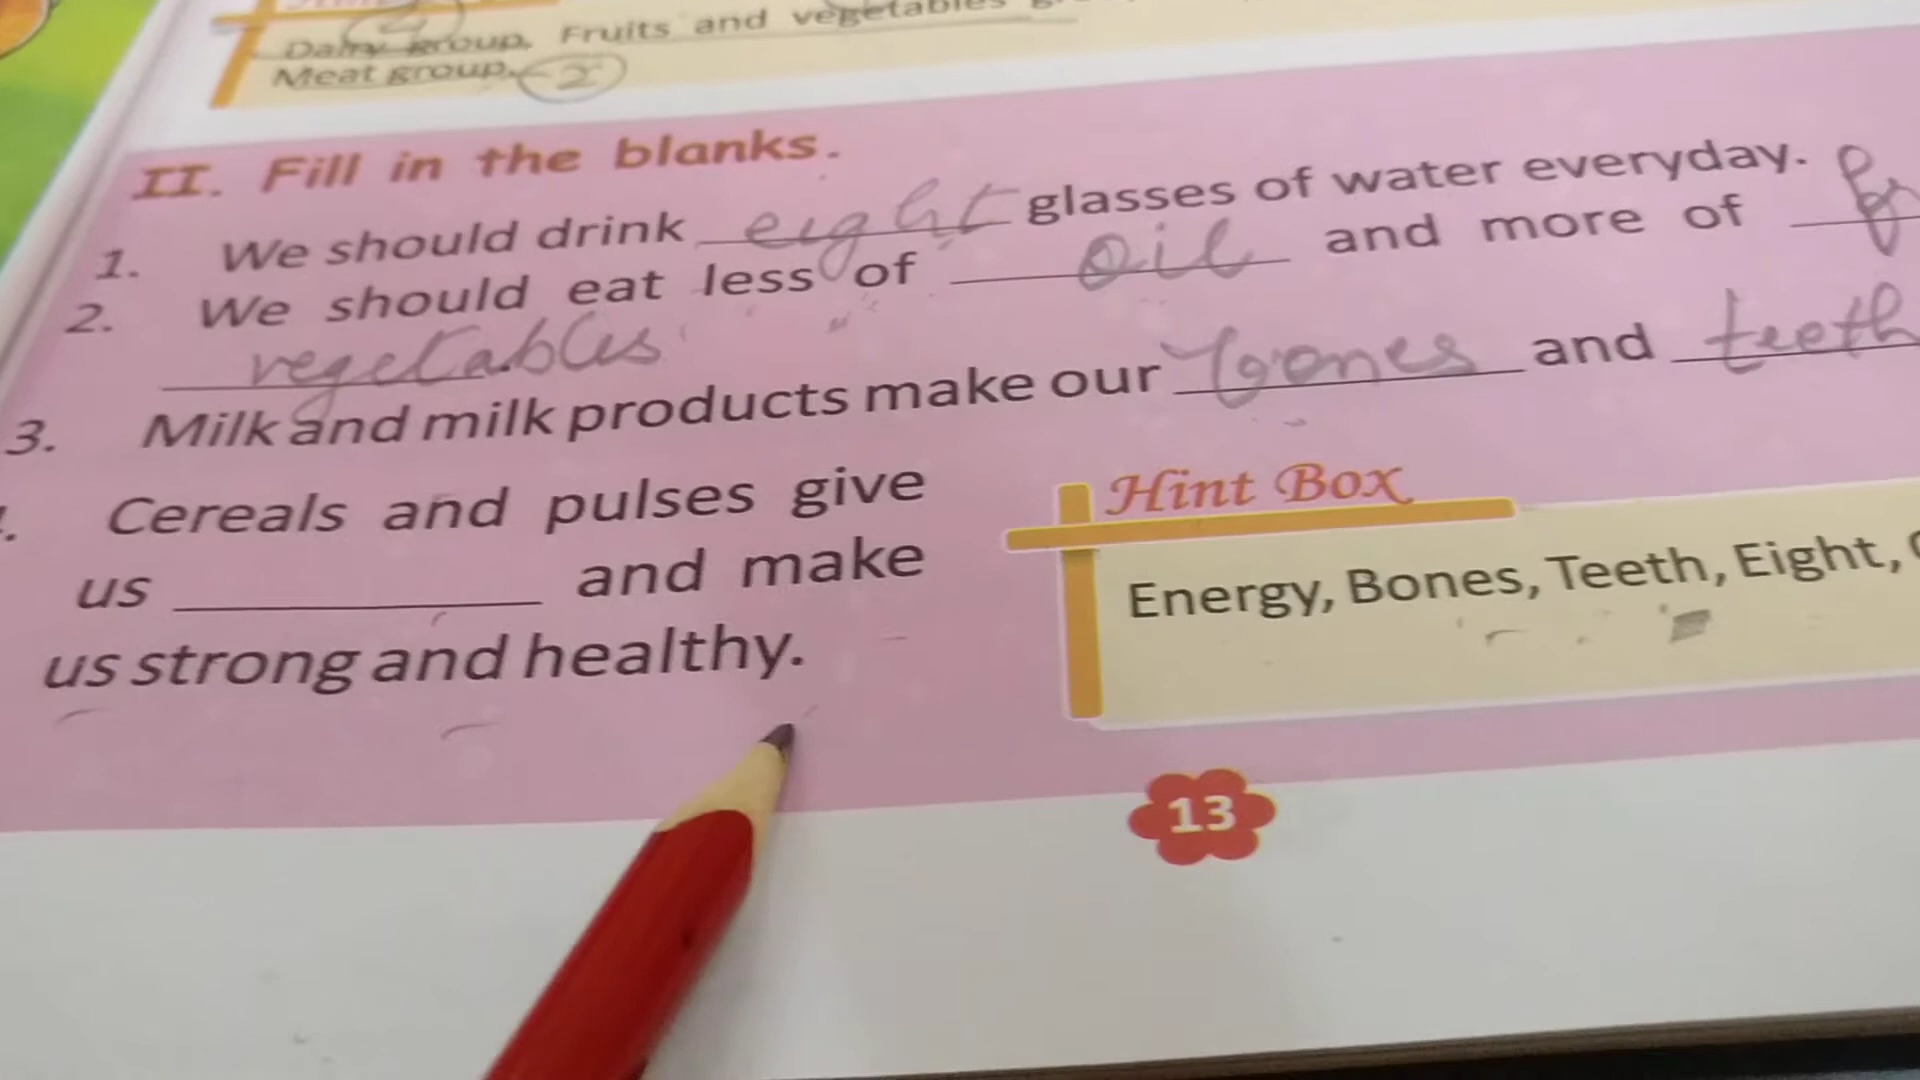 Dairy group, Fruits and vegetables
Meat group. 2
II. Fill in the blanks.
1. We should drink eight glasses of water everyday.
2. We should eat less of oil and more of
vegetables
3. Milk and milk products make our bones and teeth
Cereals and pulses give
us __________ and make
us strong and healthy.
Hint Box
Energy, Bones, Teeth, Eight,
13